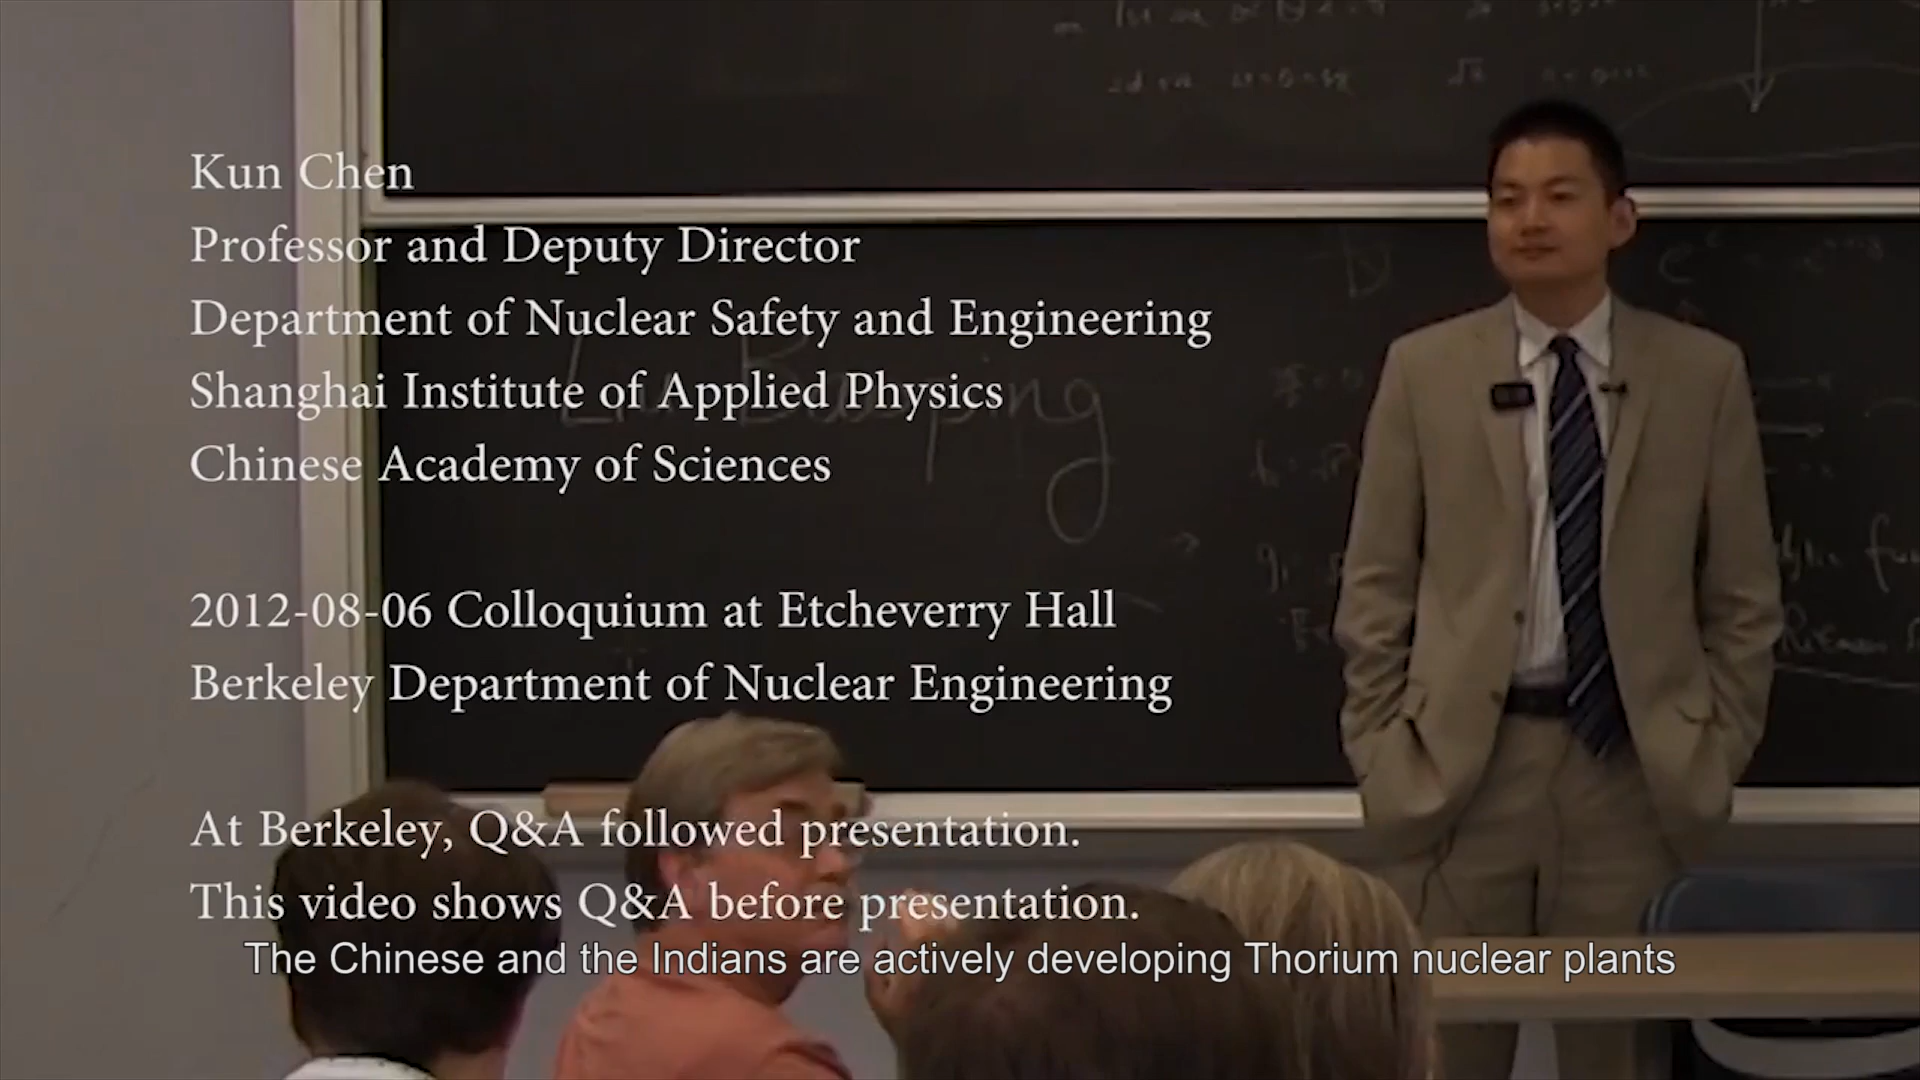 Kun Chen
Professor and Deputy Director
Department of Nuclear Safety and Engineering
Shanghai Institute of Applied Physics
Chinese Academy of Sciences
2012-08-06 Colloquium at Etcheverry Hall
Berkeley Department of Nuclear Engineering
At Berkeley, Q&A followed presentation.
This video shows Q&A before presentation.
The Chinese and the Indians are actively developing Thorium nuclear plants